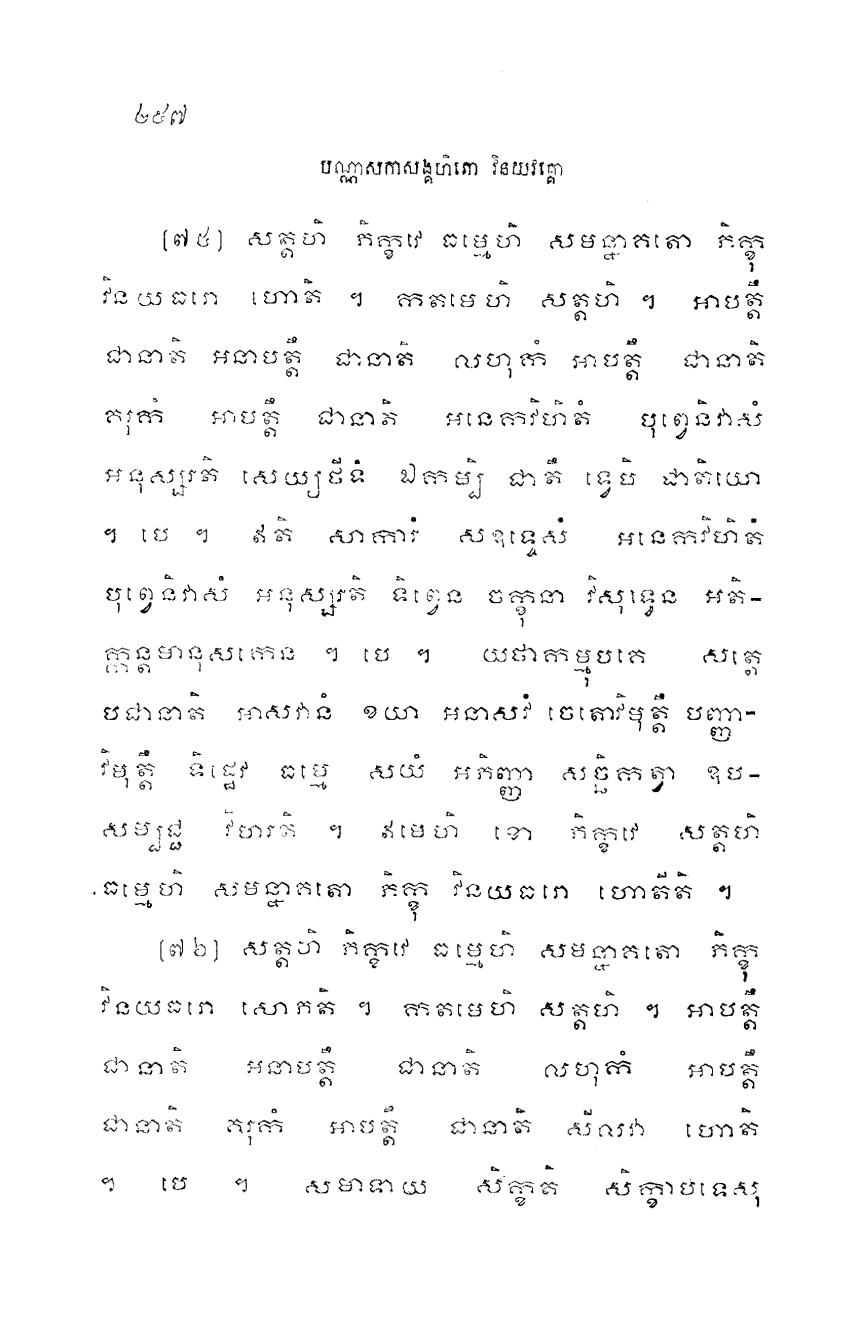 ២៩៧
បណ្ណាសកាសង្គហិតោ វិនយវគ្គោ
[៧៥] សត្តហិ ភិក្ខវេ ធម្មេហិ សមន្នាគតោ ភិក្ខុ
វិនយធរោ ហោតិ ។ កតមេហិ សត្តហិ ។ អាបត្តឹ
ជានាតិ អនាបត្តឹ ជានាតិ លហុកំ អាបត្តឹ ជានាតិ
គរុកំ អាបត្តឹ ជានាតិ អនេកវិហិតំ បុព្វេនិវាសំ
អនុស្សរតិ សេយ្យថីទំ ឯកម្បិ ជាតឹ ទ្វេបិ ជាតិយោ
។ បេ ។ ឥតិ សាការំ សឧទ្ទេសំ អនេកវិហិតំ
បុព្វេនិវាសំ អនុស្សរតិ ទិព្វេន ចក្ខុនា វិសុទ្ធេន អតិ-
ក្កន្តមានុសកេន ។ បេ ។ យថាកម្មុបគេ សត្តេ
បជានាតិ អាសវានំ ខយា អនាសវំ ចេតោវិមុត្តឹ បញ្ញា-
វិមុត្តឹ ទិដ្ឋេវ ធម្មេ សយំ អភិញ្ញា សច្ឆិកត្វា ឧប-
សម្បជ្ជ វិហរតិ ។ ឥមេហិ ខោ ភិក្ខវេ សត្តហិ
ធម្មេហិ សមន្នាគតោ ភិក្ខុ វិនយធរោ ហោតីតិ ។
[៧៦] សត្តហិ ភិក្ខវេ ធម្មេហិ សមន្នាគតោ ភិក្ខុ
វិនយធរោ សោភតិ ។ កតមេហិ សត្តហិ ។ អាបត្តឹ
ជានាតិ អនាបត្តឹ ជានាតិ លហុកំ អាបត្តឹ
ជានាតិ គរុកំ អាបត្តឹ ជានាតិ សីលវា ហោតិ
។ បេ ។ សមាទាយ សិក្ខតិ សិក្ខាបទេសុ